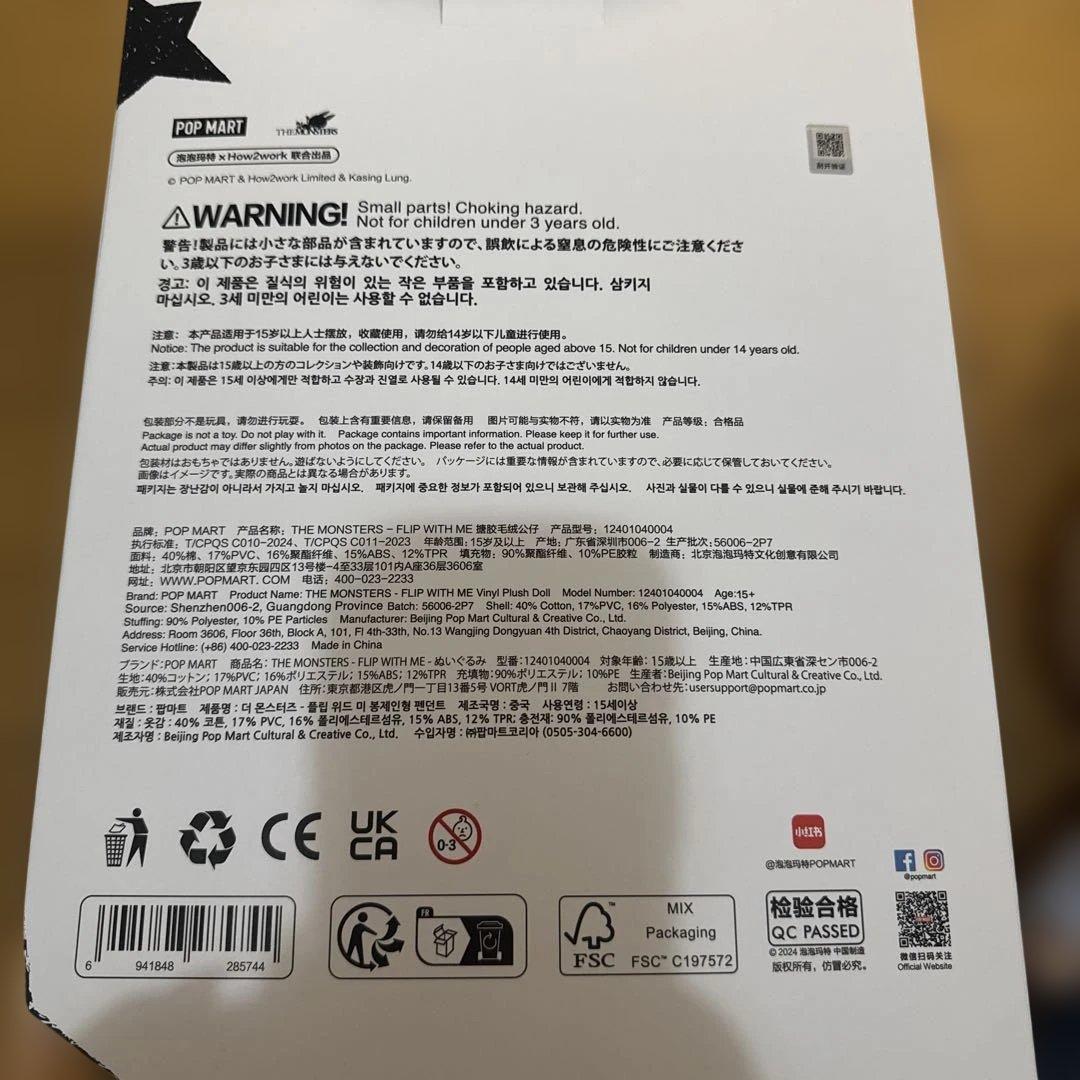 POP MART
THE MONSTERS
泡泡玛特 x How2work 联合出品
刮开验证
© POP MART & How2work Limited & Kasing Lung.
WARNING! Small parts! Choking hazard.
Not for children under 3 years old.
警告!製品には小さな部品が含まれていますので、誤飲による窒息の危険性にご注意くださ
い。3歳以下のお子さまには与えないでください。
경고: 이 제품은 질식의 위험이 있는 작은 부품을 포함하고 있습니다. 삼키지
마십시오. 3세 미만의 어린이는 사용할 수 없습니다.
注意: 本产品适用于15岁以上人士摆放，收藏使用，请勿给14岁以下儿童进行使用。
Notice: The product is suitable for the collection and decoration of people aged above 15. Not for children under 14 years old.
注意:本製品は15歳以上の方のコレクションや装飾向けです。14歳以下のお子さま向けではございません。
주의: 이 제품은 15세 이상에게만 적합하고 수장과 진열로 사용될 수 있습니다. 14세 미만의 어린이에게 적합하지 않습니다.
包装部分不是玩具，请勿进行玩耍。 包装上含有重要信息，请保留备用 图片可能与实物不符，请以实物为准 产品等级：合格品
Package is not a toy. Do not play with it. Package contains important information. Please keep it for further use.
Actual product may differ slightly from photos on the package. Please refer to the actual product.
包装材はおもちゃではありません。遊ばないようにしてください。 パッケージには重要な情報が含まれていますので、必要に応じて保管しておいてください。
画像はイメージです。実際の商品とは異なる場合があります。
패키지는 장난감이 아니라서 가지고 놀지 마십시오. 패키지에 중요한 정보가 포함되어 있으니 보관해 주십시오. 사진과 실물이 다를 수 있으니 실물에 준해 주시기 바랍니다.
品牌：POP MART 产品名称：THE MONSTERS – FLIP WITH ME 搪胶毛绒公仔 产品型号：12401040004
执行标准：T/CPQS C010-2024、T/CPQS C011-2023 年龄范围：15岁及以上 产地：广东省深圳市006-2 生产批次：56006-2P7
面料：40%棉、17%PVC、16%聚酯纤维、15%ABS、12%TPR 填充物：90%聚酯纤维、10%PE胶粒 制造商：北京泡泡玛特文化创意有限公司
地址：北京市朝阳区望京东园四区13号楼-4至33层101内A座36层3606室
网址：WWW.POPMART. COM 电话：400-023-2233
Brand: POP MART Product Name: THE MONSTERS - FLIP WITH ME Vinyl Plush Doll Model Number: 12401040004 Age:15+
Source: Shenzhen006-2, Guangdong Province Batch: 56006-2P7 Shell: 40% Cotton, 17%PVC, 16% Polyester, 15%ABS, 12%TPR
Stuffing: 90% Polyester, 10% PE Particles Manufacturer: Beijing Pop Mart Cultural & Creative Co., Ltd.
Address: Room 3606, Floor 36th, Block A, 101, Fl 4th-33th, No.13 Wangjing Dongyuan 4th District, Chaoyang District, Beijing, China.
Service Hotline: (+86) 400-023-2233 Made in China
ブランド:POP MART 商品名：THE MONSTERS - FLIP WITH ME - ぬいぐるみ 型番:12401040004 対象年齢: 15歳以上 生産地:中国広東省深セン市006-2
生地:40%コットン; 17%PVC; 16%ポリエステル; 15%ABS; 12%TPR 充填物:90%ポリエステル; 10%PE 生産者:Beijing Pop Mart Cultural & Creative Co., Ltd.
販売元:株式会社POP MART JAPAN 住所:東京都港区虎ノ門一丁目13番5号 VORT虎ノ門Ⅱ 7階 お問い合わせ先:usersupport@popmart.co.jp
브랜드 : 팝마트 제품명 : 더 몬스터즈 - 플립 위드 미 봉제인형 펜던트 제조국명 : 중국 사용연령 : 15세이상
재질 : 옷감 : 40% 코튼, 17% PVC, 16% 폴리에스테르섬유, 15% ABS, 12% TPR; 충전재: 90% 폴리에스테르섬유, 10% PE
제조자명 : Beijing Pop Mart Cultural & Creative Co., Ltd. 수입자명 : ㈜팝마트코리아 (0505-304-6600)
CE
UK
CA
0-3
小红书
@泡泡玛特POPMART
@popmart
6 941848 285744
FR
FSC™
MIX
Packaging
FSC™ C197572
检验合格
QC PASSED
© 2024 泡泡玛特 中国制造
版权所有，仿冒必究。
微信扫码关注
Official Website